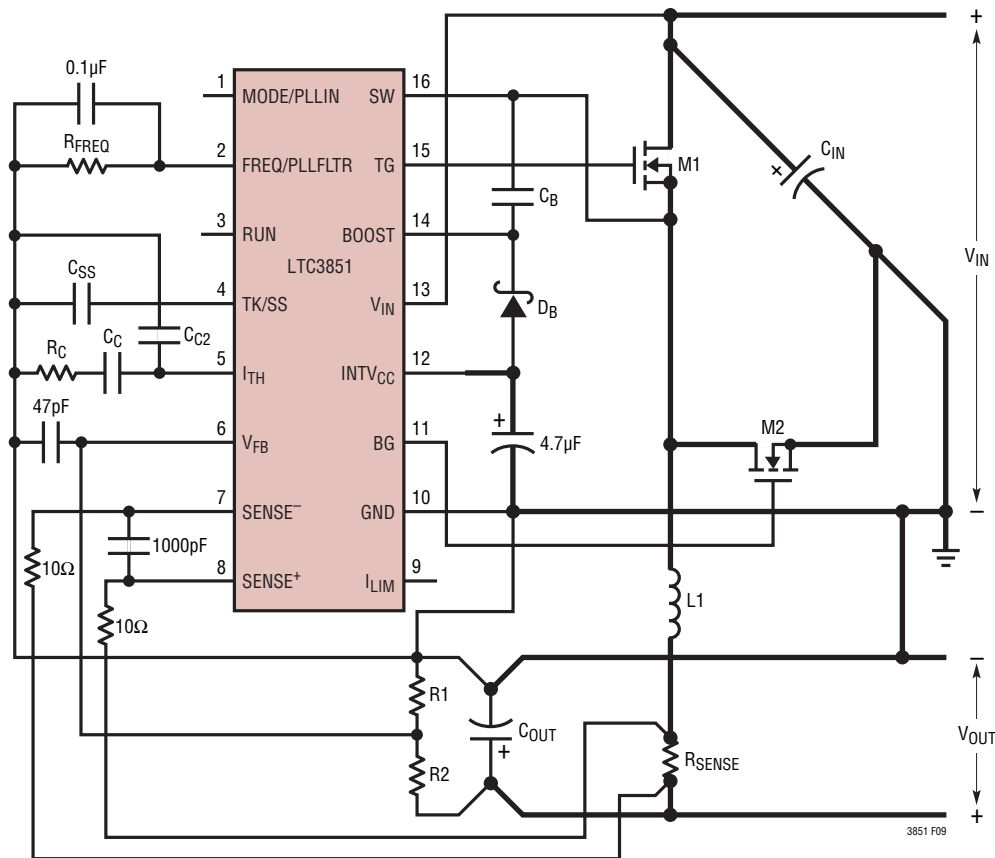 0.1µF
R_FREQ
1 MODE/PLLIN
2 FREQ/PLLFLTR
3 RUN
C_SS
4 TK/SS
R_C
C_C
C_C2
5 I_TH
47pF
6 V_FB
7 SENSE⁻
1000pF
8 SENSE⁺
10Ω
10Ω
LTC3851
SW 16
TG 15
BOOST 14
V_IN 13
INTV_CC 12
BG 11
GND 10
I_LIM 9
C_B
D_B
+
4.7µF
M1
+
C_IN
M2
L1
+
V_IN
–
R1
R2
C_OUT
+
R_SENSE
–
V_OUT
+
3851 F09